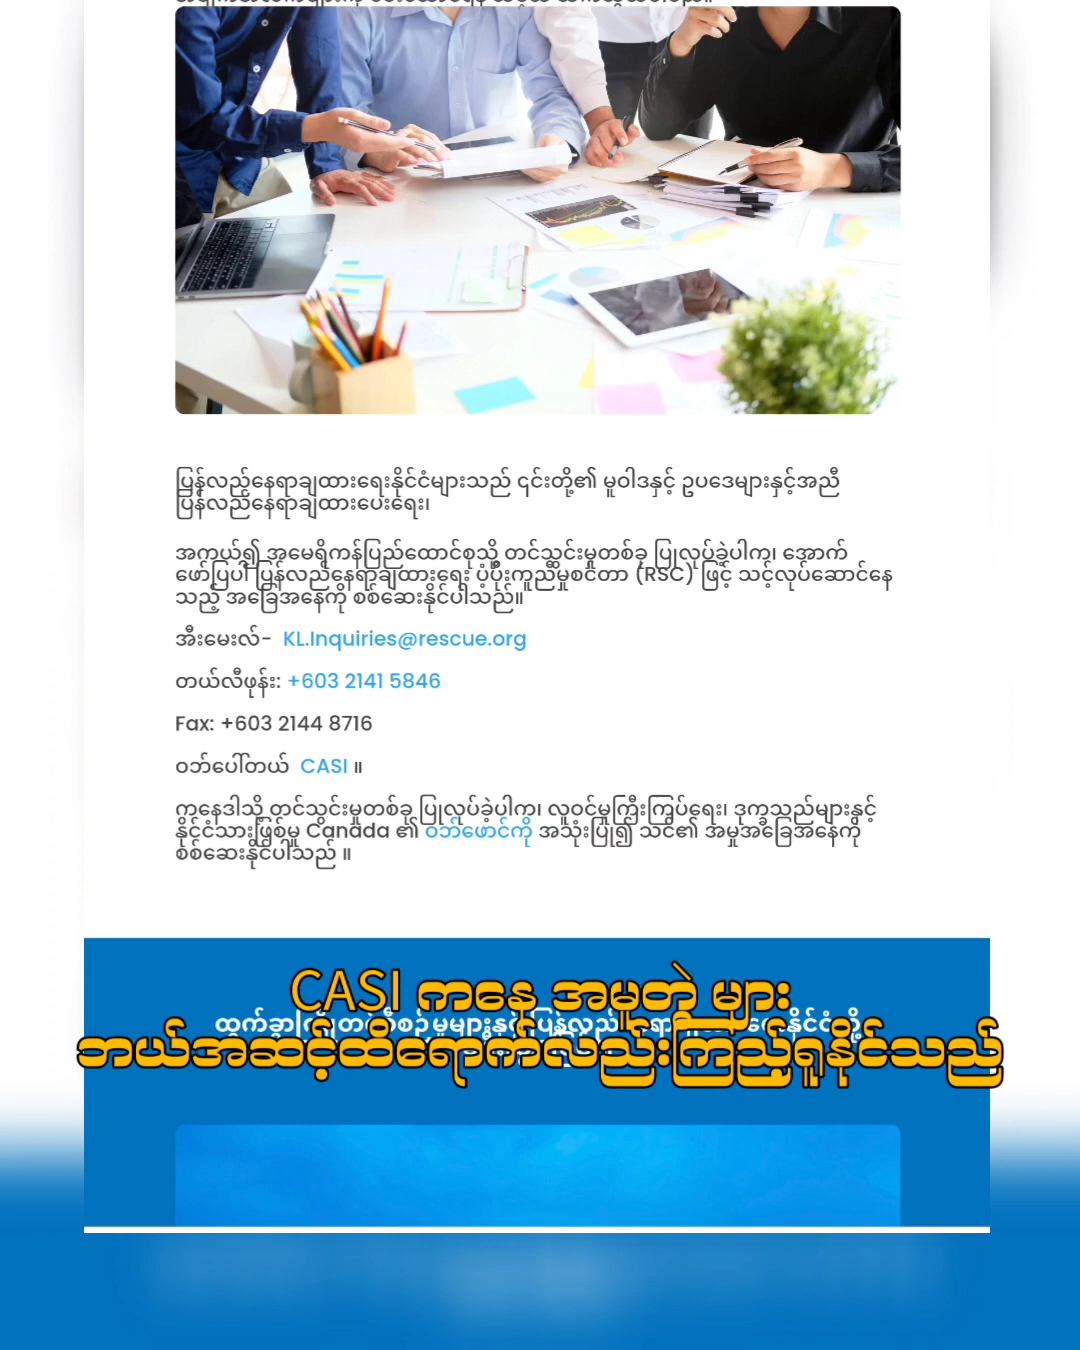 ပြန်လည်နေရာချထားရေးနိုင်ငံများသည် ၎င်းတို့၏ မူဝါဒနှင့် ဥပဒေများနှင့်အညီ
ပြန်လည်နေရာချထားပေးရေး၊
အကယ်၍ အမေရိကန်ပြည်ထောင်စုသို့ တင်သွင်းမှုတစ်ခု ပြုလုပ်ခဲ့ပါက၊ အောက်
ဖော်ပြပါ ပြန်လည်နေရာချထားရေး ပံ့ပိုးကူညီမှုစင်တာ (RSC) ဖြင့် သင့်လုပ်ဆောင်နေ
သည့် အခြေအနေကို စစ်ဆေးနိုင်ပါသည်။
အီးမေးလ်- KL.Inquiries@rescue.org
တယ်လီဖုန်း: +603 2141 5846
Fax: +603 2144 8716
ဝဘ်ပေါ်တယ် CASI ။
ကနေဒါသို့ တင်သွင်းမှုတစ်ခု ပြုလုပ်ခဲ့ပါက၊ လူဝင်မှုကြီးကြပ်ရေး၊ ဒုက္ခသည်များနှင့်
နိုင်ငံသားဖြစ်မှု Canada ၏ ဝဘ်ဖောင်ကို အသုံးပြု၍ သင်၏ အမှုအခြေအနေကို
စစ်ဆေးနိုင်ပါသည် ။
CASI ကနေ အမူတွဲ များ
ဘယ်အဆင့်ထိရောက်လည်းကြည့်ရူနိုင်သည်